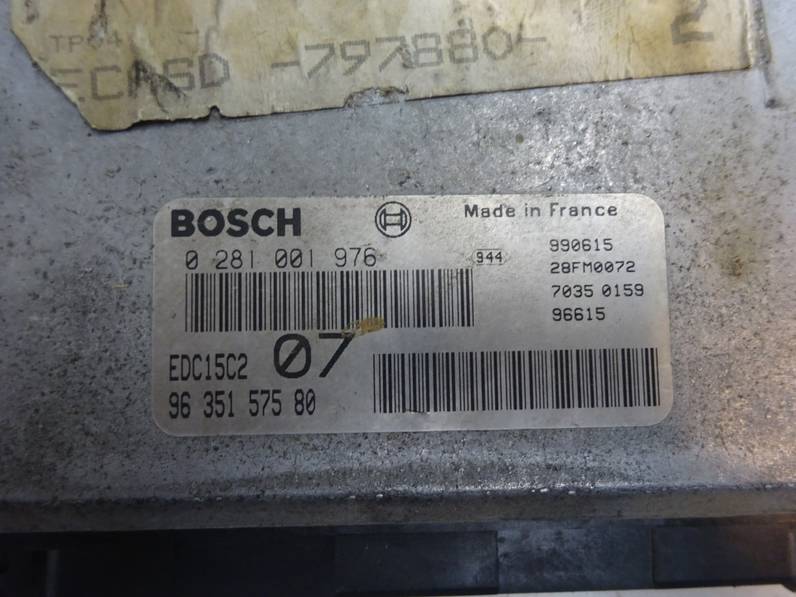 ECASD -797880- 2
BOSCH Made in France
0 281 001 976 944 990615
28FM0072
7035 0159
96615
EDC15C2 07
96 351 575 80